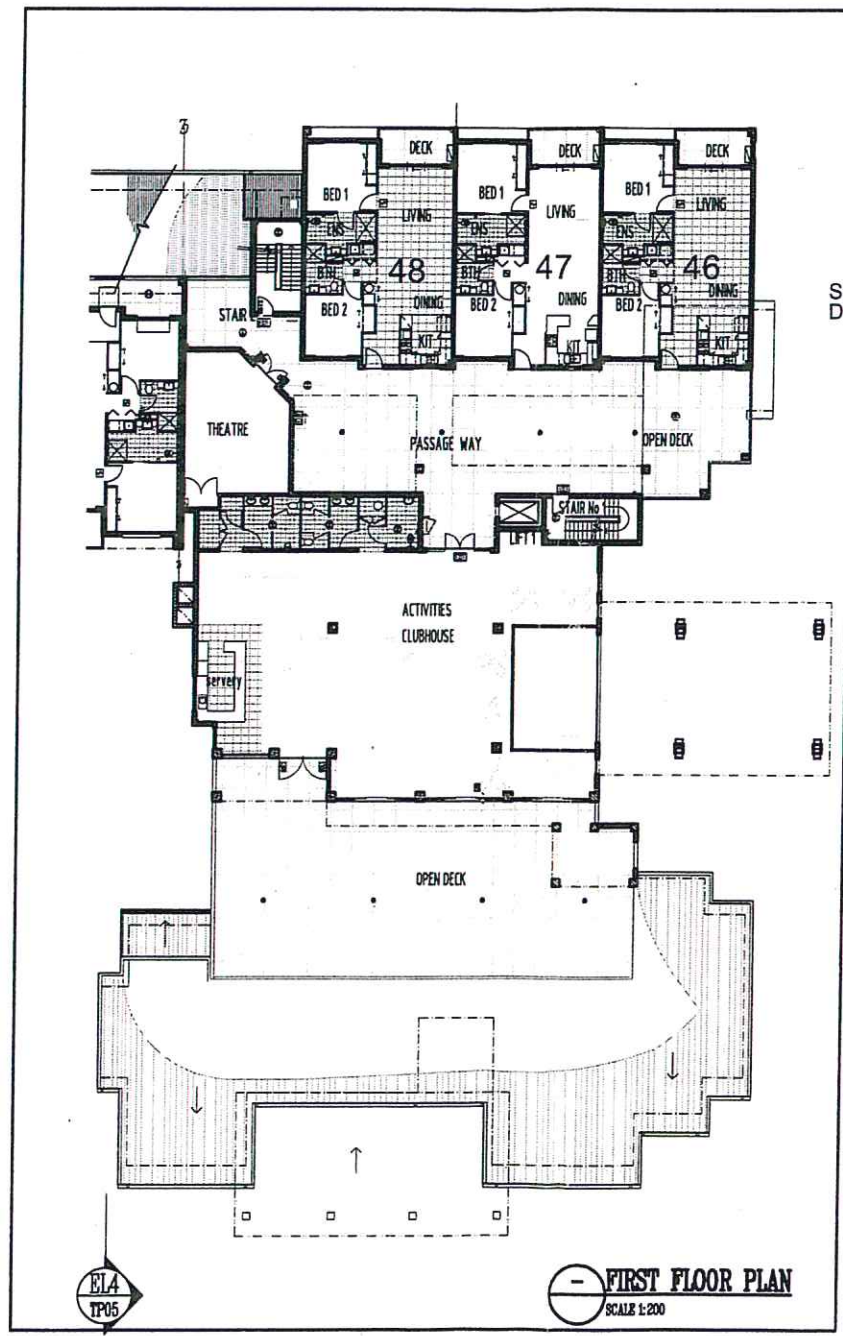 DECK
DECK
DECK
BED 1
BED 1
BED 1
LIVING
LIVING
LIVING
ENS
ENS
ENS
48
47
46
BTH
BTH
BTH
S
D
DINING
DINING
DINING
BED 2
BED 2
BED 2
STAIR
KIT
KIT
KIT
THEATRE
PASSAGE WAY
OPEN DECK
STAIR No
LIFT 1
ACTIVITIES
CLUBHOUSE
servery
OPEN DECK
EL4
TP05
FIRST FLOOR PLAN
SCALE 1:200